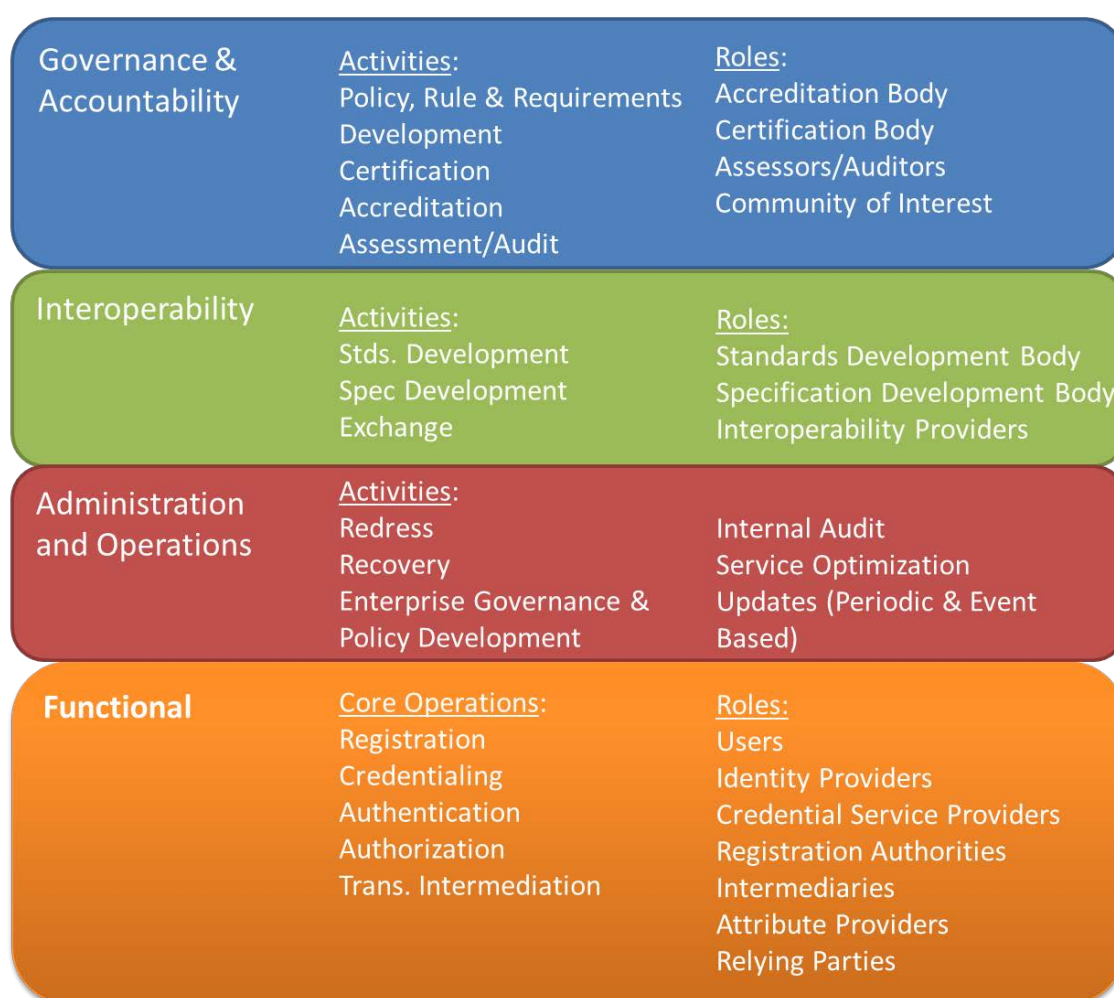 Governance &
Accountability
Activities:
Policy, Rule & Requirements
Development
Certification
Accreditation
Assessment/Audit
Roles:
Accreditation Body
Certification Body
Assessors/Auditors
Community of Interest
Interoperability
Activities:
Stds. Development
Spec Development
Exchange
Roles:
Standards Development Body
Specification Development Body
Interoperability Providers
Administration
and Operations
Activities:
Redress
Recovery
Enterprise Governance &
Policy Development
Internal Audit
Service Optimization
Updates (Periodic & Event
Based)
Functional
Core Operations:
Registration
Credentialing
Authentication
Authorization
Trans. Intermediation
Roles:
Users
Identity Providers
Credential Service Providers
Registration Authorities
Intermediaries
Attribute Providers
Relying Parties